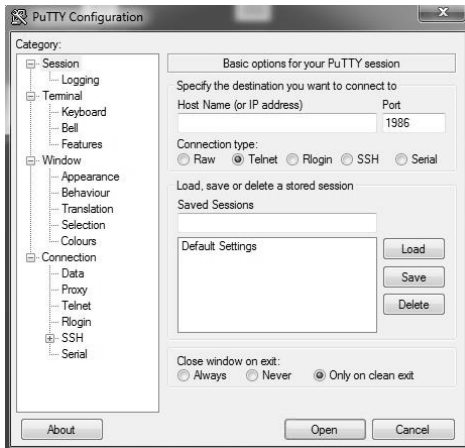 PuTTY Configuration
Category:
Session
Logging
Terminal
Keyboard
Bell
Features
Window
Appearance
Behaviour
Translation
Selection
Colours
Connection
Data
Proxy
Telnet
Rlogin
SSH
Serial
Basic options for your PuTTY session
Specify the destination you want to connect to
Host Name (or IP address) Port
1986
Connection type:
Raw Telnet Rlogin SSH Serial
Load, save or delete a stored session
Saved Sessions
Default Settings
Load
Save
Delete
Close window on exit:
Always Never Only on clean exit
About Open Cancel